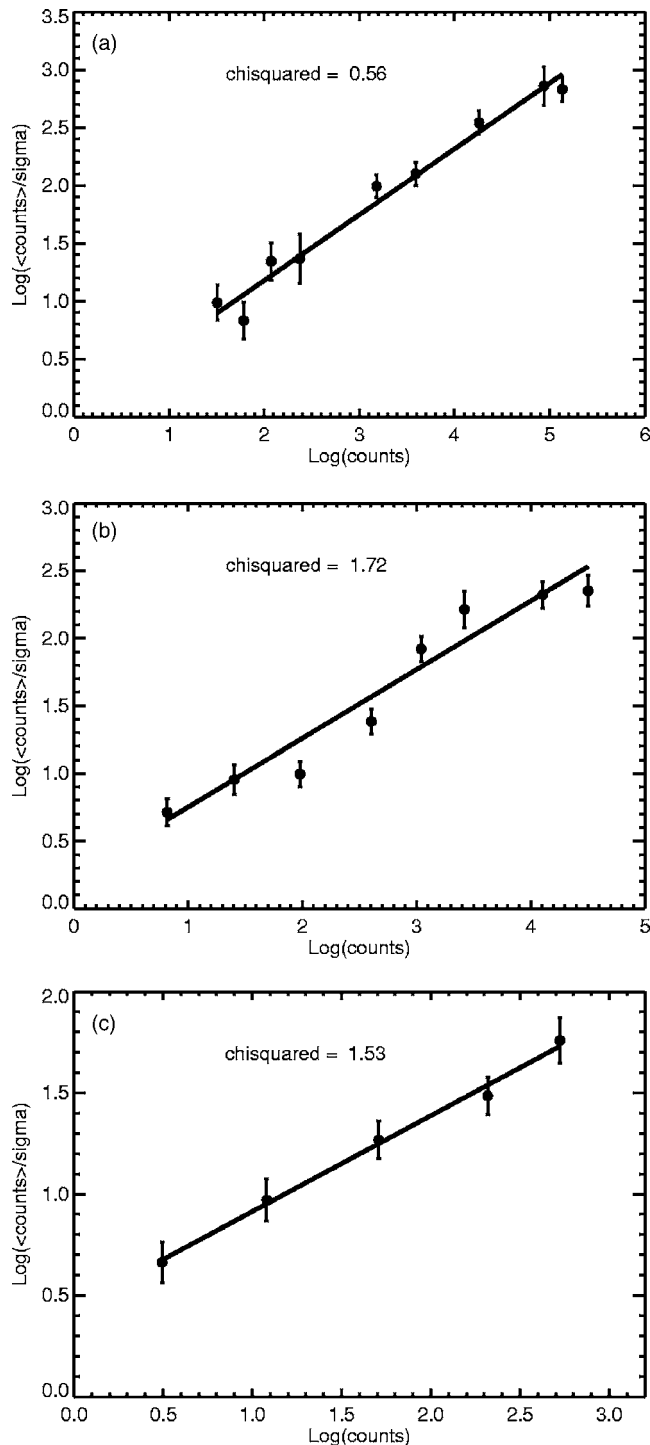 (a)
chisquared = 0.56
Log(<counts>/sigma)
3.5
3.0
2.5
2.0
1.5
1.0
0.5
0.0
0 1 2 3 4 5 6
Log(counts)
(b)
chisquared = 1.72
Log(<counts>/sigma)
3.0
2.5
2.0
1.5
1.0
0.5
0.0
0 1 2 3 4 5
Log(counts)
(c)
chisquared = 1.53
Log(<counts>/sigma)
2.0
1.5
1.0
0.5
0.0
0.0 0.5 1.0 1.5 2.0 2.5 3.0
Log(counts)